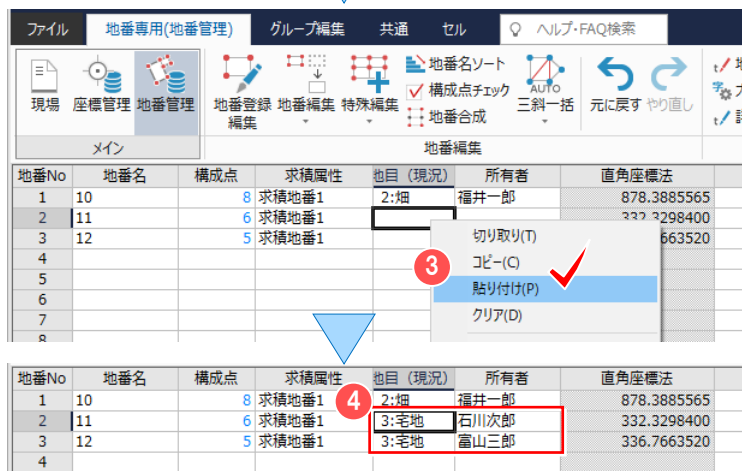 ファイル 地番専用(地番管理) グループ編集 共通 セル ヘルプ・FAQ検索
現場 座標管理 地番管理 地番登録 編集 地番編集 特殊編集 地番名ソート 構成点チェック 地番合成 AUTO 三斜一括 元に戻す やり直し
メイン 地番編集
地番No 地番名 構成点 求積属性 地目（現況） 所有者 直角座標法
1 10 8 求積地番1 2:畑 福井一郎 878.3885565
2 11 6 求積地番1 332.3298400
3 12 5 求積地番1 663520
4
5
6
7
8
切り取り(T)
3 コピー(C)
貼り付け(P)
クリア(D)
地番No 地番名 構成点 求積属性 地目（現況） 所有者 直角座標法
1 10 8 求積地番1 4 2:畑 福井一郎 878.3885565
2 11 6 求積地番1 3:宅地 石川次郎 332.3298400
3 12 5 求積地番1 3:宅地 富山三郎 336.7663520
4